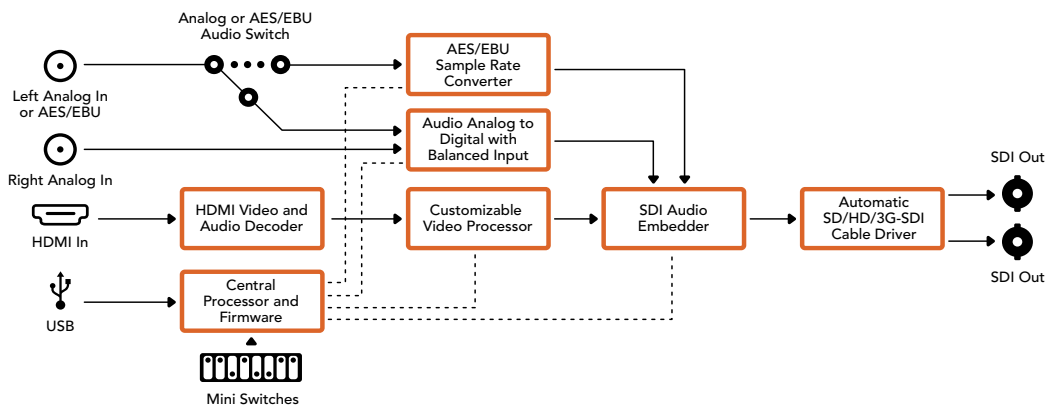 Analog or AES/EBU
Audio Switch
Left Analog In
or AES/EBU
AES/EBU
Sample Rate
Converter
Audio Analog to
Digital with
Balanced Input
Right Analog In
HDMI In
HDMI Video and
Audio Decoder
Customizable
Video Processor
SDI Audio
Embedder
Automatic
SD/HD/3G-SDI
Cable Driver
SDI Out
SDI Out
USB
Central
Processor and
Firmware
Mini Switches